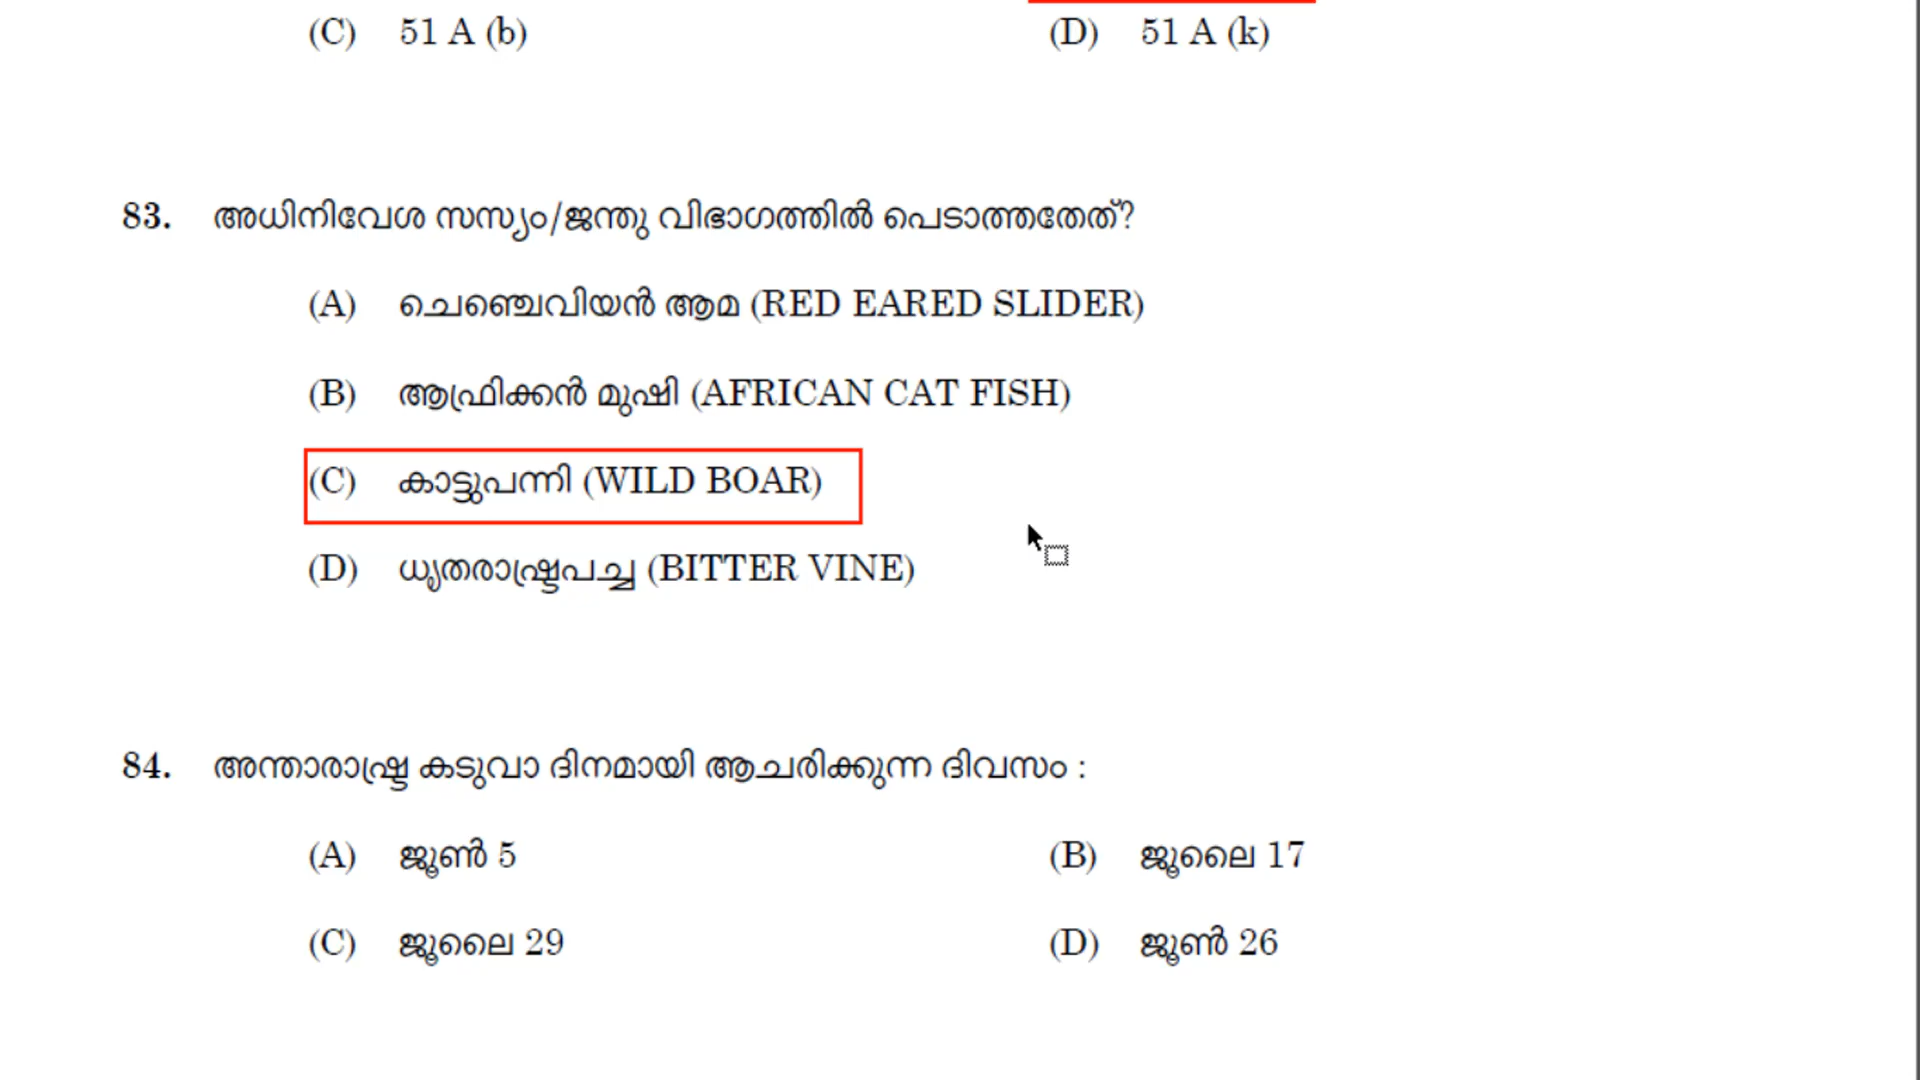 (C) 51 A (b) (D) 51 A (k)
83. അധിനിവേശ സസ്യം/ജന്തു വിഭാഗത്തിൽ പെടാത്തതേത്?
(A) ചെഞ്ചെവിയൻ ആമ (RED EARED SLIDER)
(B) ആഫ്രിക്കൻ മുഷി (AFRICAN CAT FISH)
(C) കാട്ടുപന്നി (WILD BOAR)
(D) ധൃതരാഷ്ട്രപച്ച (BITTER VINE)
84. അന്താരാഷ്ട്ര കടുവാ ദിനമായി ആചരിക്കുന്ന ദിവസം :
(A) ജൂൺ 5 (B) ജൂലൈ 17
(C) ജൂലൈ 29 (D) ജൂൺ 26